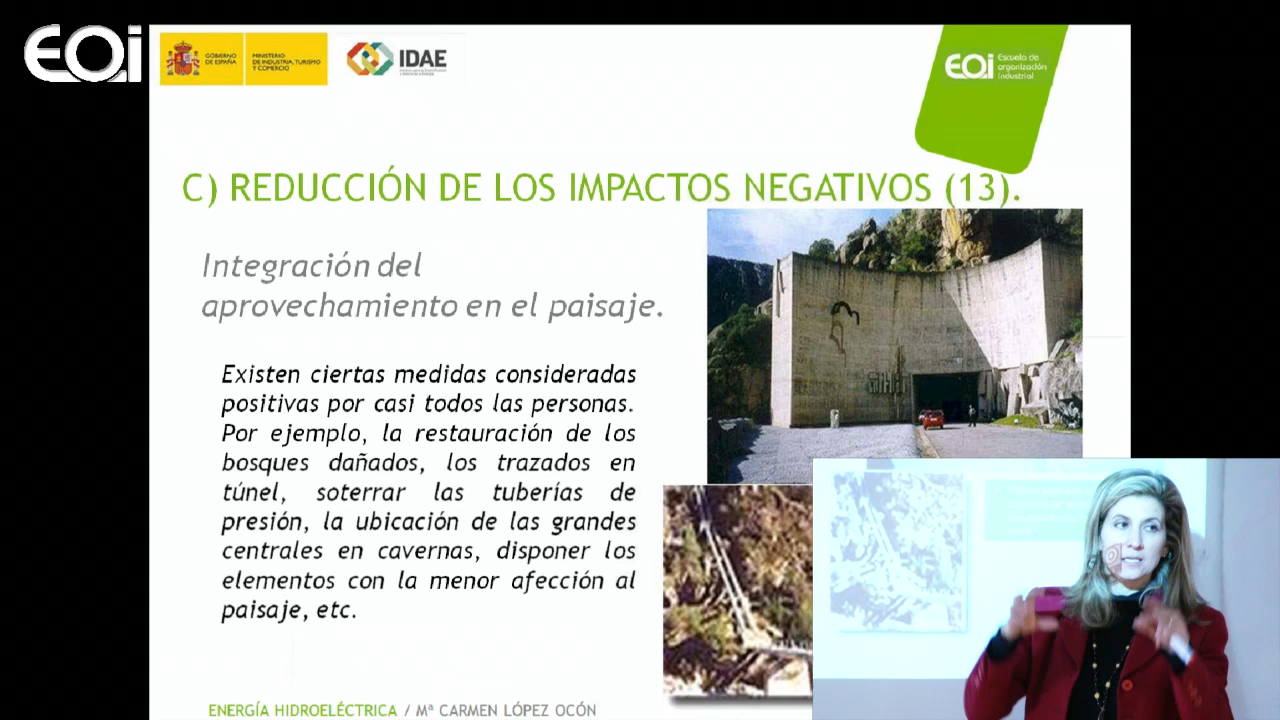 EOi
GOBIERNO
DE ESPAÑA
MINISTERIO
DE INDUSTRIA, TURISMO
Y COMERCIO
IDAE
EOi
Escuela de
organización
industrial
C) REDUCCIÓN DE LOS IMPACTOS NEGATIVOS (13).
Integración del
aprovechamiento en el paisaje.
Existen ciertas medidas consideradas
positivas por casi todos las personas.
Por ejemplo, la restauración de los
bosques dañados, los trazados en
túnel, soterrar las tuberías de
presión, la ubicación de las grandes
centrales en cavernas, disponer los
elementos con la menor afección al
paisaje, etc.
ENERGÍA HIDROELÉCTRICA / Mª CARMEN LÓPEZ OCÓN